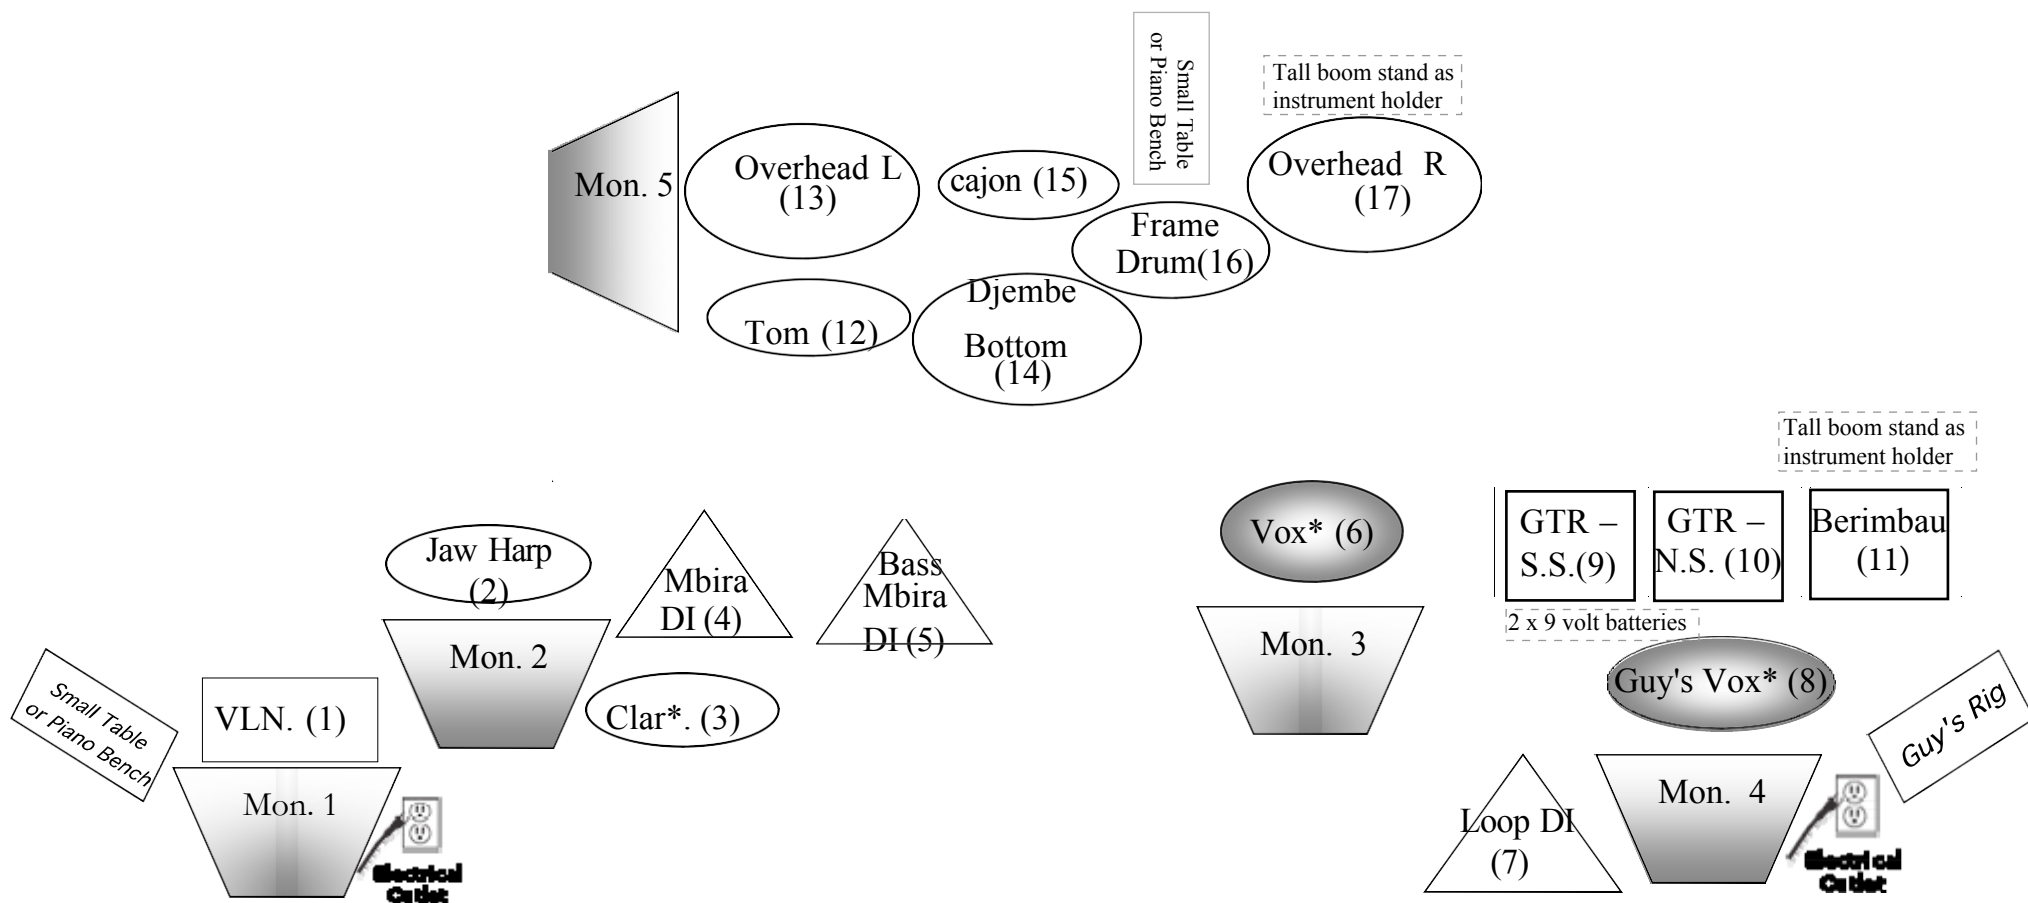 Small Table
or Piano Bench
Tall boom stand as
instrument holder
Mon. 5
Overhead L
(13)
cajon (15)
Overhead R
(17)
Frame
Drum(16)
Tom (12)
Djembe
Bottom
(14)
Tall boom stand as
instrument holder
Jaw Harp
(2)
Mbira
DI (4)
Bass
Mbira
DI (5)
Vox* (6)
GTR –
S.S.(9)
GTR –
N.S. (10)
Berimbau
(11)
2 x 9 volt batteries
Mon. 2
Mon. 3
Guy's Vox* (8)
Small Table
or Piano Bench
VLN. (1)
Clar*. (3)
Guy's Rig
Mon. 1
Electrical
Outlet
Loop DI
(7)
Mon. 4
Electrical
Outlet